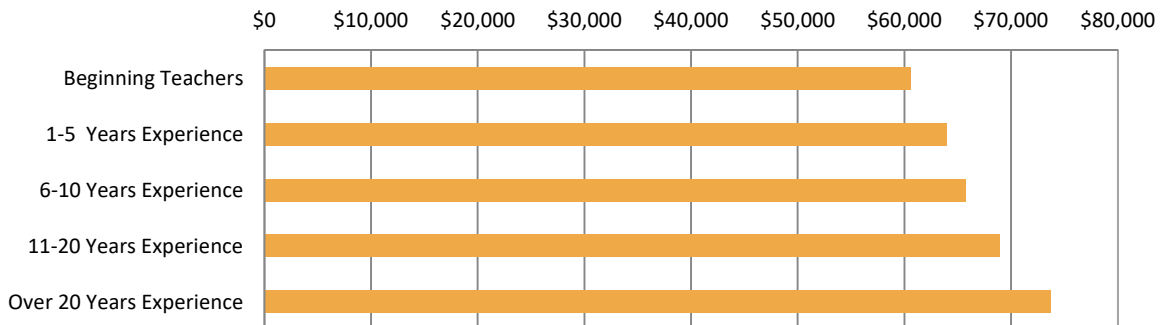 $0 $10,000 $20,000 $30,000 $40,000 $50,000 $60,000 $70,000 $80,000
Beginning Teachers
1-5  Years Experience
6-10 Years Experience
11-20 Years Experience
Over 20 Years Experience